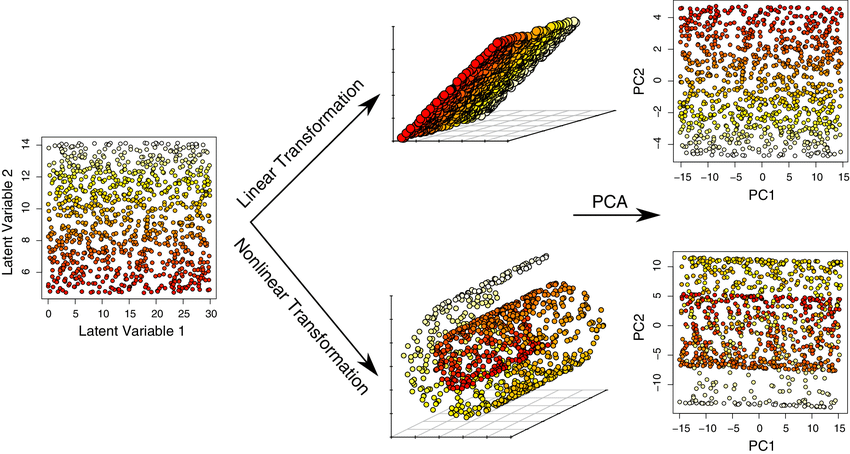 14
12
10
8
6
Latent Variable 2
0 5 10 15 20 25 30
Latent Variable 1
Linear Transformation
Nonlinear Transformation
PCA
4
2
0
−2
−4
PC2
−15 −10 −5 0 5 10 15
PC1
10
5
0
−5
−10
PC2
−15 −10 −5 0 5 10 15
PC1